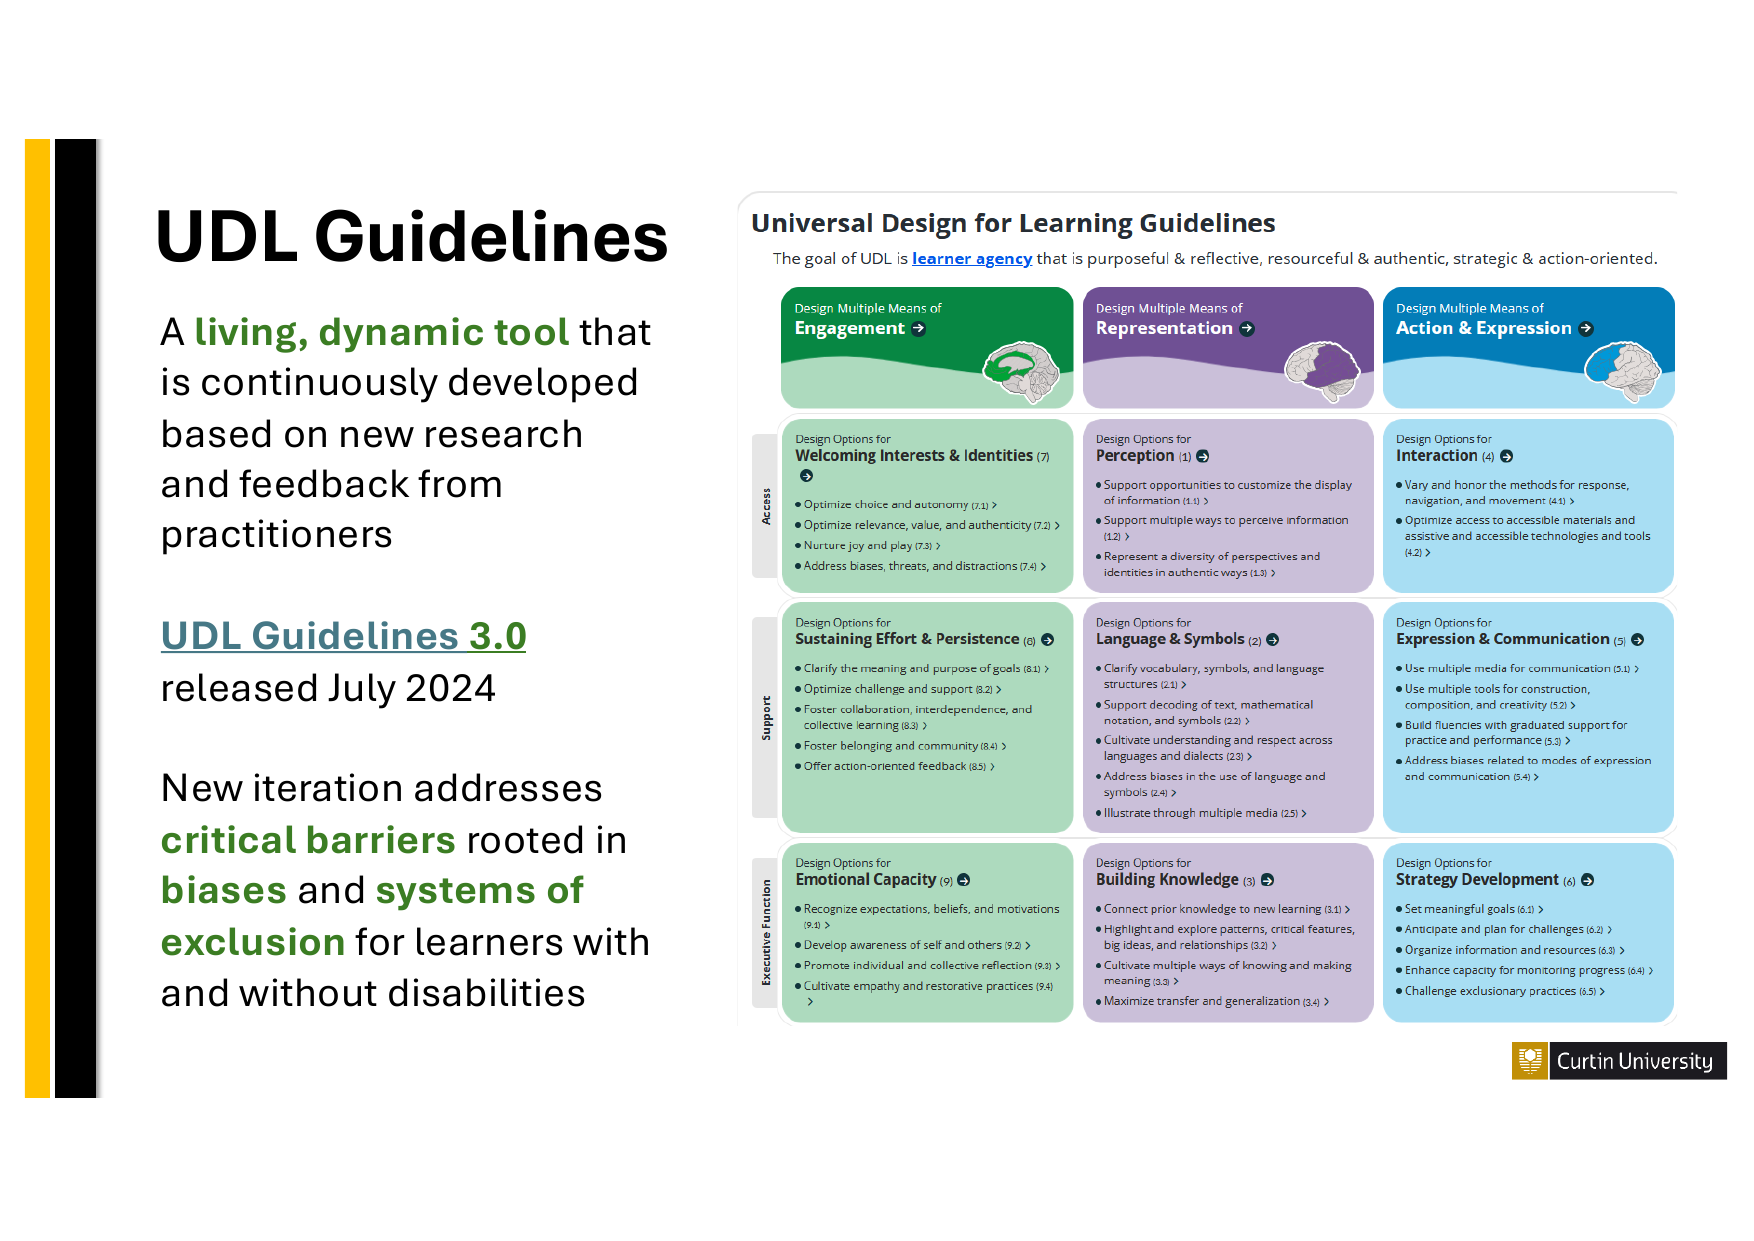 UDL Guidelines
A living, dynamic tool that
is continuously developed
based on new research
and feedback from
practitioners
UDL Guidelines 3.0
released July 2024
New iteration addresses
critical barriers rooted in
biases and systems of
exclusion for learners with
and without disabilities
Universal Design for Learning Guidelines
The goal of UDL is learner agency that is purposeful & reflective, resourceful & authentic, strategic & action-oriented.
Design Multiple Means of
Engagement
Design Multiple Means of
Representation
Design Multiple Means of
Action & Expression
Access
Design Options for
Welcoming Interests & Identities (7)
• Optimize choice and autonomy (7.1) >
• Optimize relevance, value, and authenticity (7.2) >
• Nurture joy and play (7.3) >
• Address biases, threats, and distractions (7.4) >
Design Options for
Perception (1)
• Support opportunities to customize the display
of information (1.1) >
• Support multiple ways to perceive information
(1.2) >
• Represent a diversity of perspectives and
identities in authentic ways (1.3) >
Design Options for
Interaction (4)
• Vary and honor the methods for response,
navigation, and movement (4.1) >
• Optimize access to accessible materials and
assistive and accessible technologies and tools
(4.2) >
Support
Design Options for
Sustaining Effort & Persistence (8)
• Clarify the meaning and purpose of goals (8.1) >
• Optimize challenge and support (8.2) >
• Foster collaboration, interdependence, and
collective learning (8.3) >
• Foster belonging and community (8.4) >
• Offer action-oriented feedback (8.5) >
Design Options for
Language & Symbols (2)
• Clarify vocabulary, symbols, and language
structures (2.1) >
• Support decoding of text, mathematical
notation, and symbols (2.2) >
• Cultivate understanding and respect across
languages and dialects (2.3) >
• Address biases in the use of language and
symbols (2.4) >
• Illustrate through multiple media (2.5) >
Design Options for
Expression & Communication (5)
• Use multiple media for communication (5.1) >
• Use multiple tools for construction,
composition, and creativity (5.2) >
• Build fluencies with graduated support for
practice and performance (5.3) >
• Address biases related to modes of expression
and communication (5.4) >
Executive Function
Design Options for
Emotional Capacity (9)
• Recognize expectations, beliefs, and motivations
(9.1) >
• Develop awareness of self and others (9.2) >
• Promote individual and collective reflection (9.3) >
• Cultivate empathy and restorative practices (9.4)
>
Design Options for
Building Knowledge (3)
• Connect prior knowledge to new learning (3.1) >
• Highlight and explore patterns, critical features,
big ideas, and relationships (3.2) >
• Cultivate multiple ways of knowing and making
meaning (3.3) >
• Maximize transfer and generalization (3.4) >
Design Options for
Strategy Development (6)
• Set meaningful goals (6.1) >
• Anticipate and plan for challenges (6.2) >
• Organize information and resources (6.3) >
• Enhance capacity for monitoring progress (6.4) >
• Challenge exclusionary practices (6.5) >
Curtin University